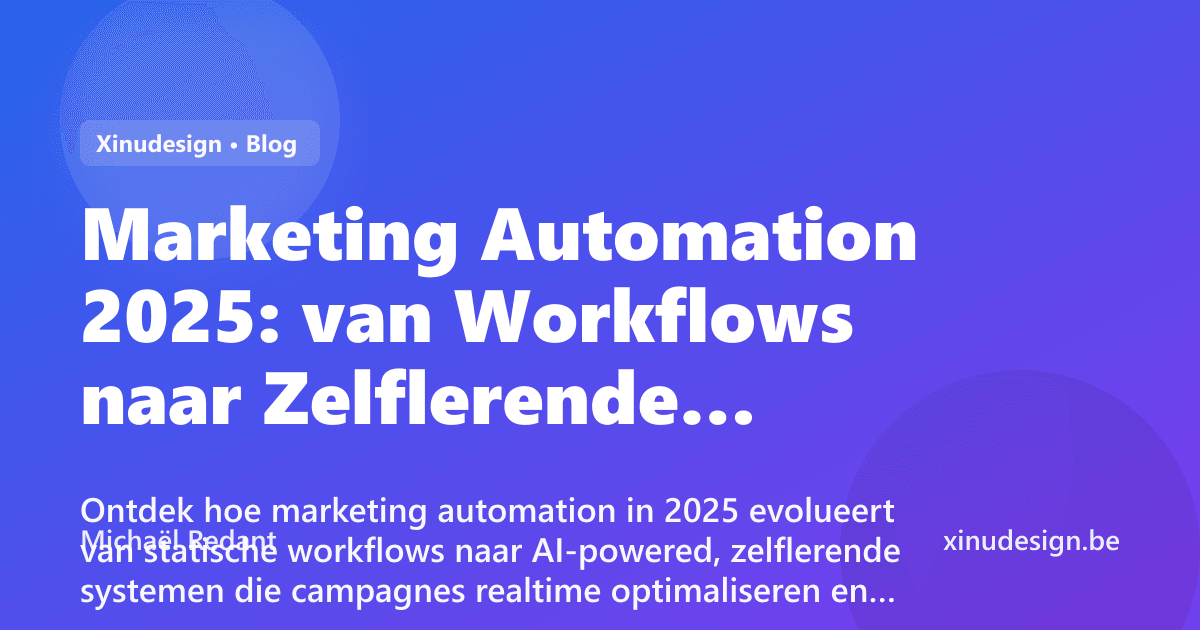 Xinudesign • Blog
Marketing Automation
2025: van Workflows
naar Zelflerende...
Ontdek hoe marketing automation in 2025 evolueert
Michaël Redant
van statische workflows naar AI-powered, zelflerende
xinudesign.be
systemen die campagnes realtime optimaliseren en...